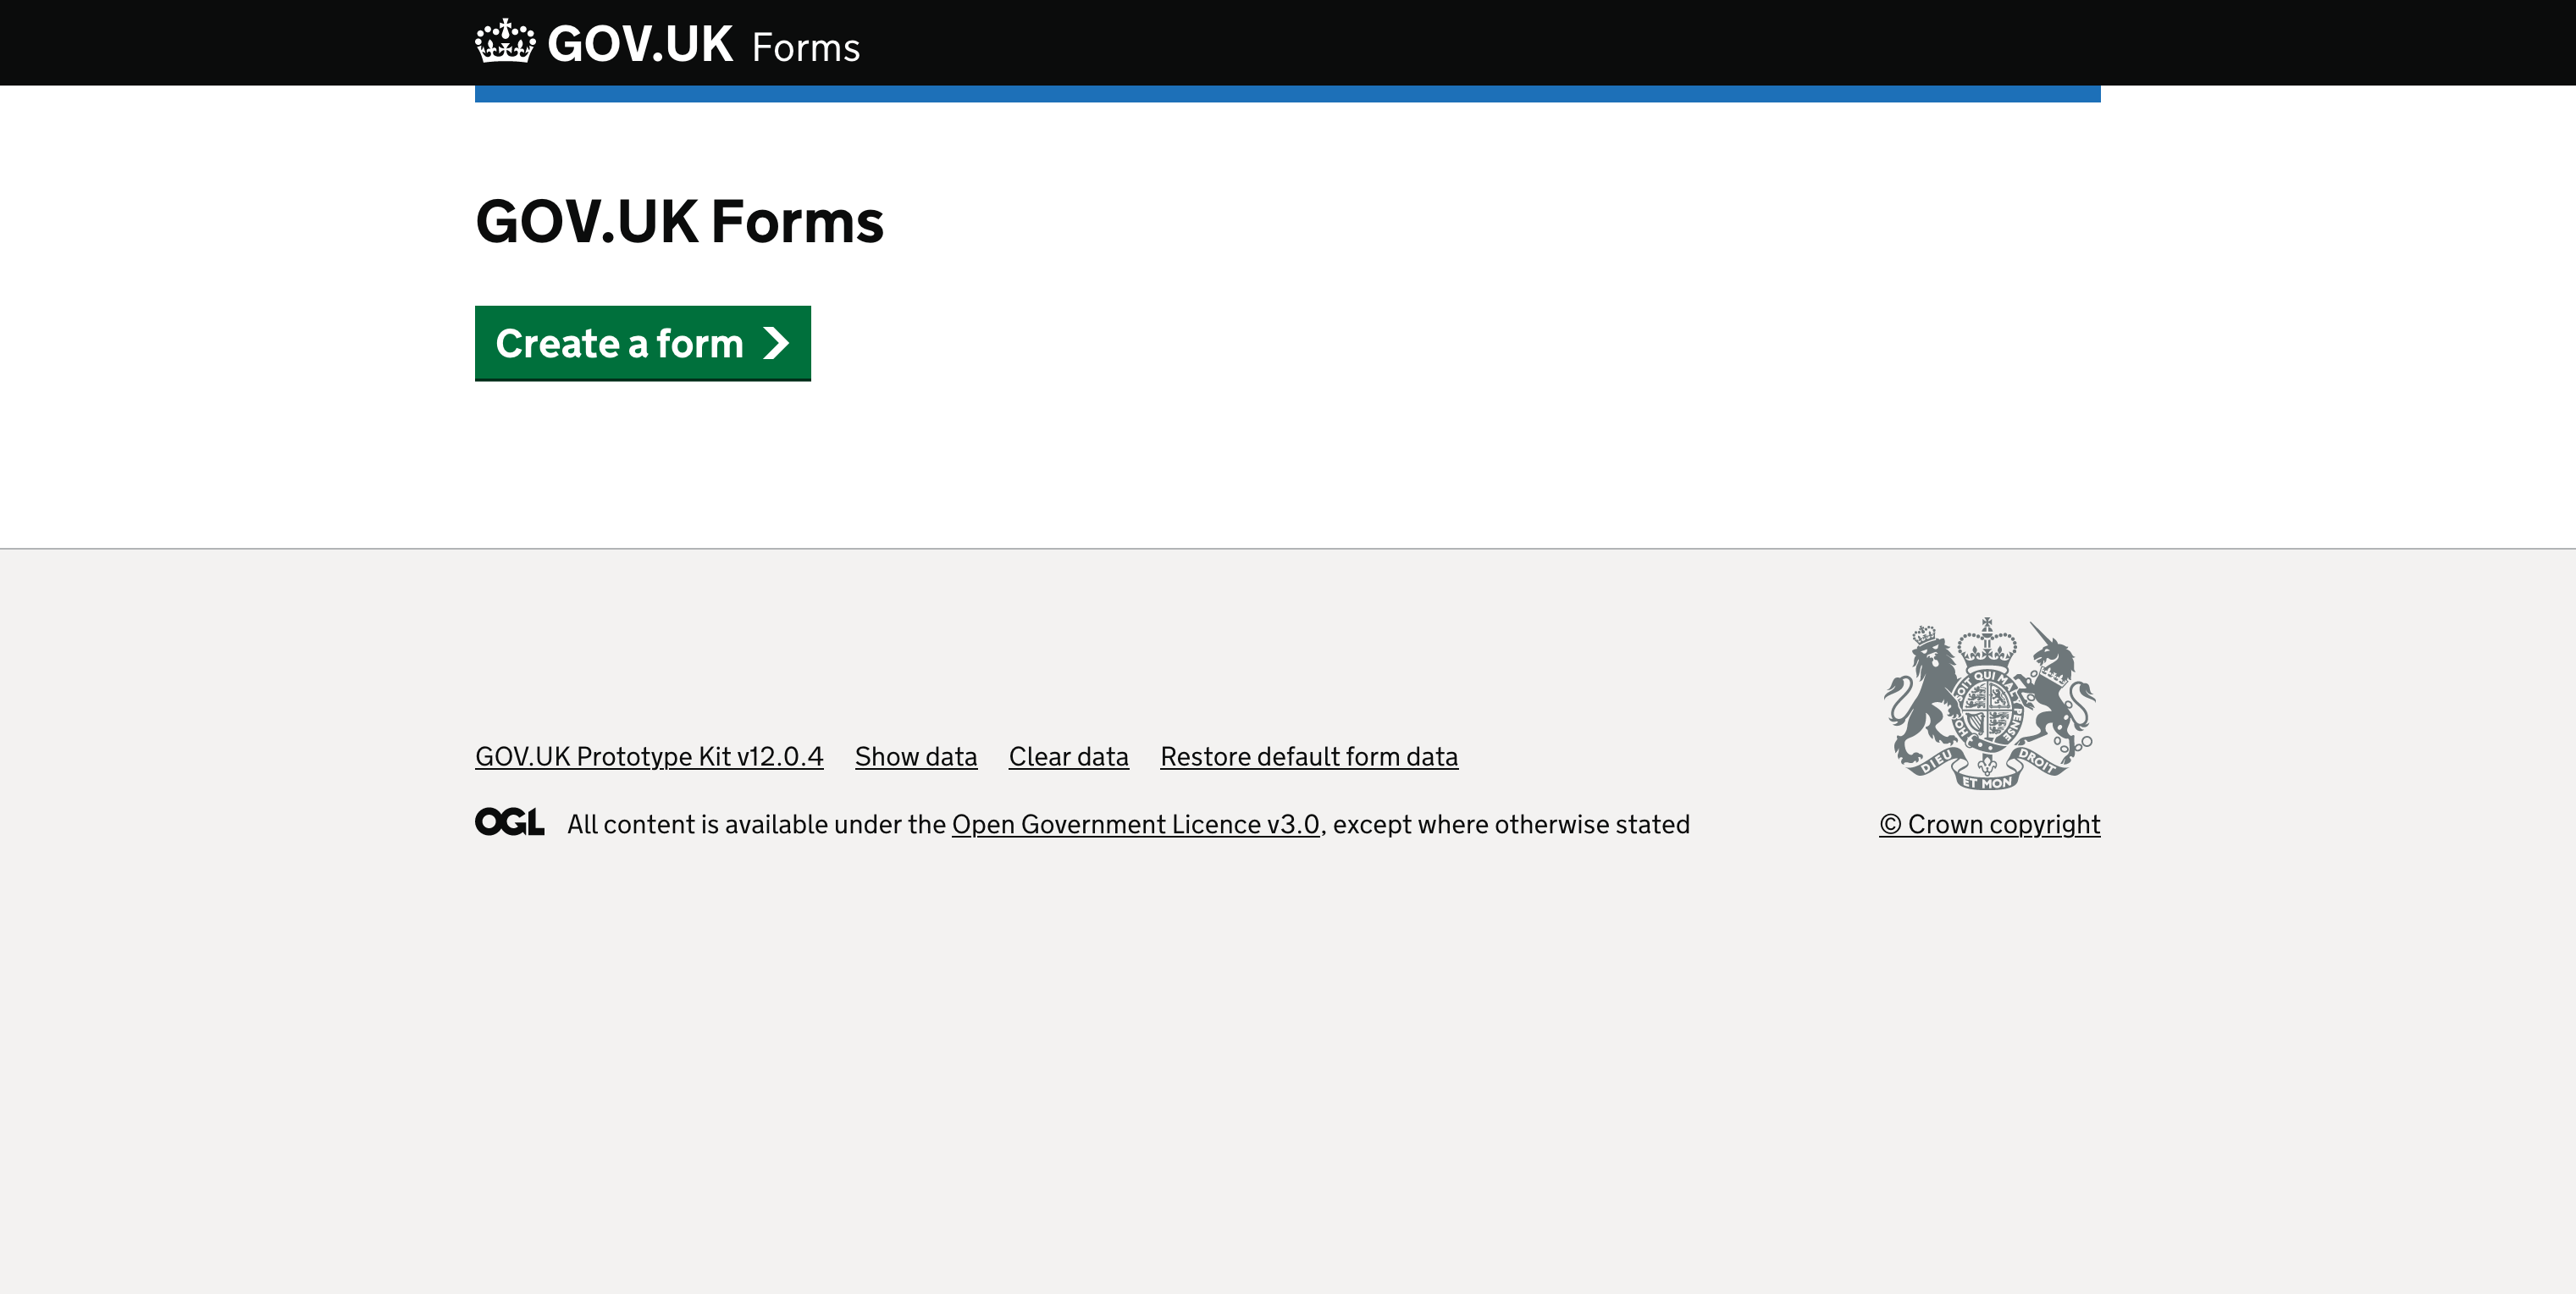 GOV.UK Forms
GOV.UK Forms
Create a form
GOV.UK Prototype Kit v12.0.4 Show data Clear data Restore default form data
OGL All content is available under the Open Government Licence v3.0, except where otherwise stated
SOIT QUI MAL Y PENSE
DIEU ET MON DROIT
© Crown copyright